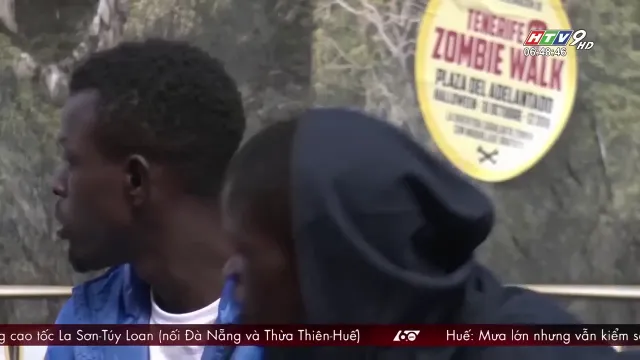 TENERIFE
ZOMBIE WALK
PLAZA DEL ADELANTADO
HTV9 HD
06:48:46
g cao tốc La Sơn-Túy Loan (nối Đà Nẵng và Thừa Thiên-Huế)
60
Huế: Mưa lớn nhưng vẫn kiểm s